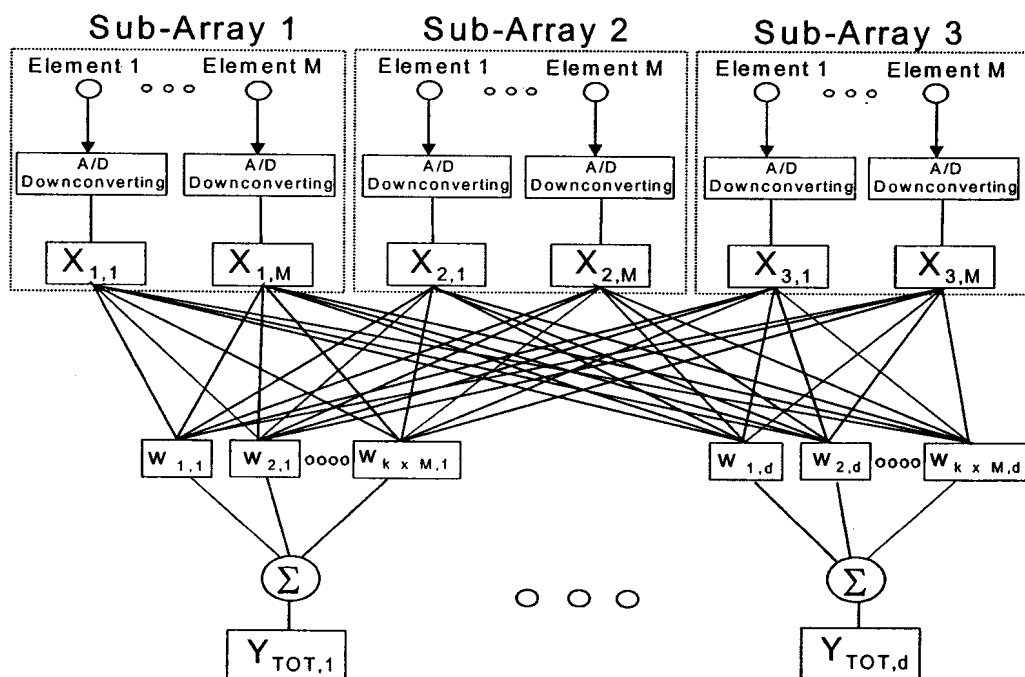 Sub-Array 1 Sub-Array 2 Sub-Array 3
Element 1 Element M Element 1 Element M Element 1 Element M
A/D Downconverting A/D Downconverting A/D Downconverting A/D Downconverting A/D Downconverting A/D Downconverting
X1,1 X1,M X2,1 X2,M X3,1 X3,M
W1,1 W2,1 Wk x M,1 W1,d W2,d Wk x M,d
Σ Σ
YTOT,1 YTOT,d